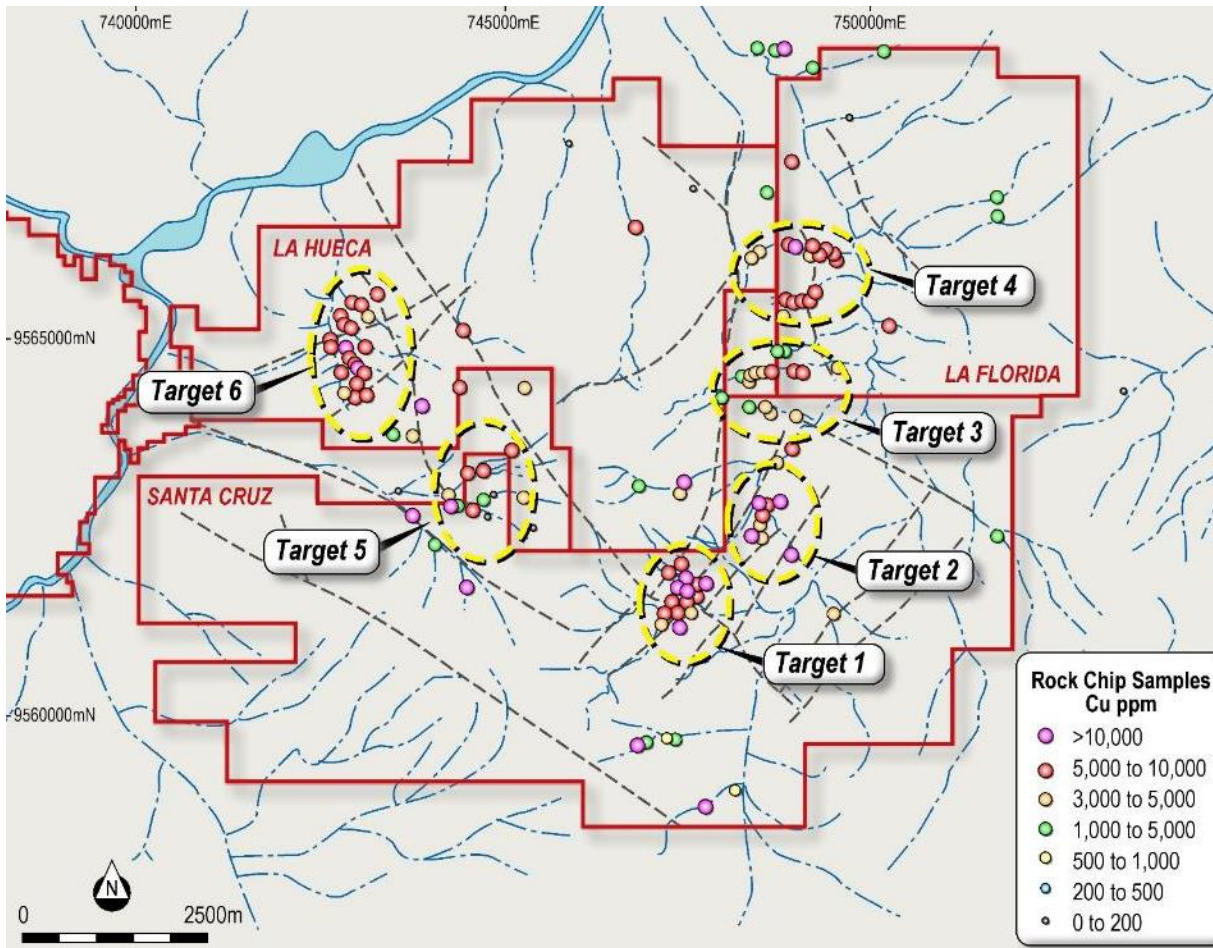 740000mE
745000mE
750000mE
LA HUECA
Target 4
9565000mN
Target 6
LA FLORIDA
Target 3
SANTA CRUZ
Target 5
Target 2
Target 1
Rock Chip Samples
Cu ppm
>10,000
5,000 to 10,000
3,000 to 5,000
1,000 to 5,000
500 to 1,000
200 to 500
0 to 200
9560000mN
N
0 2500m